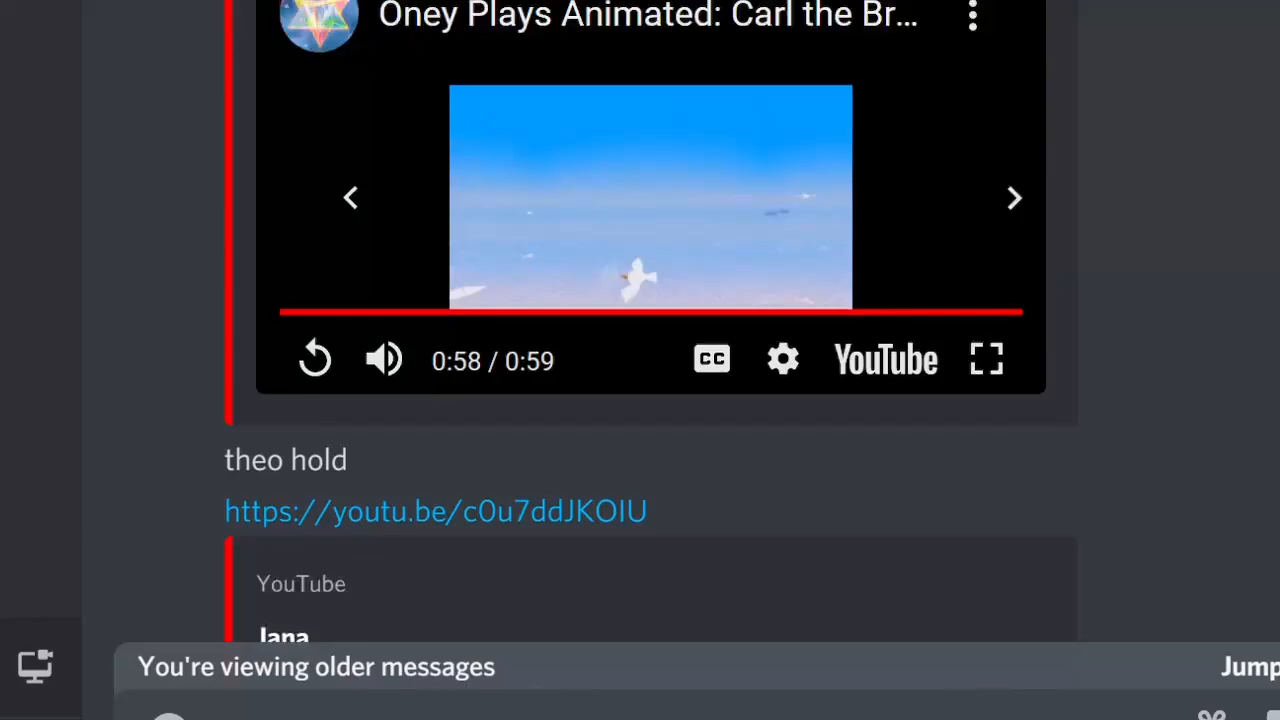 Oney Plays Animated: Carl the Br...
0:58 / 0:59
CC
YouTube
theo hold
https://youtu.be/c0u7ddJKOIU
YouTube
Jana
You're viewing older messages
Jump